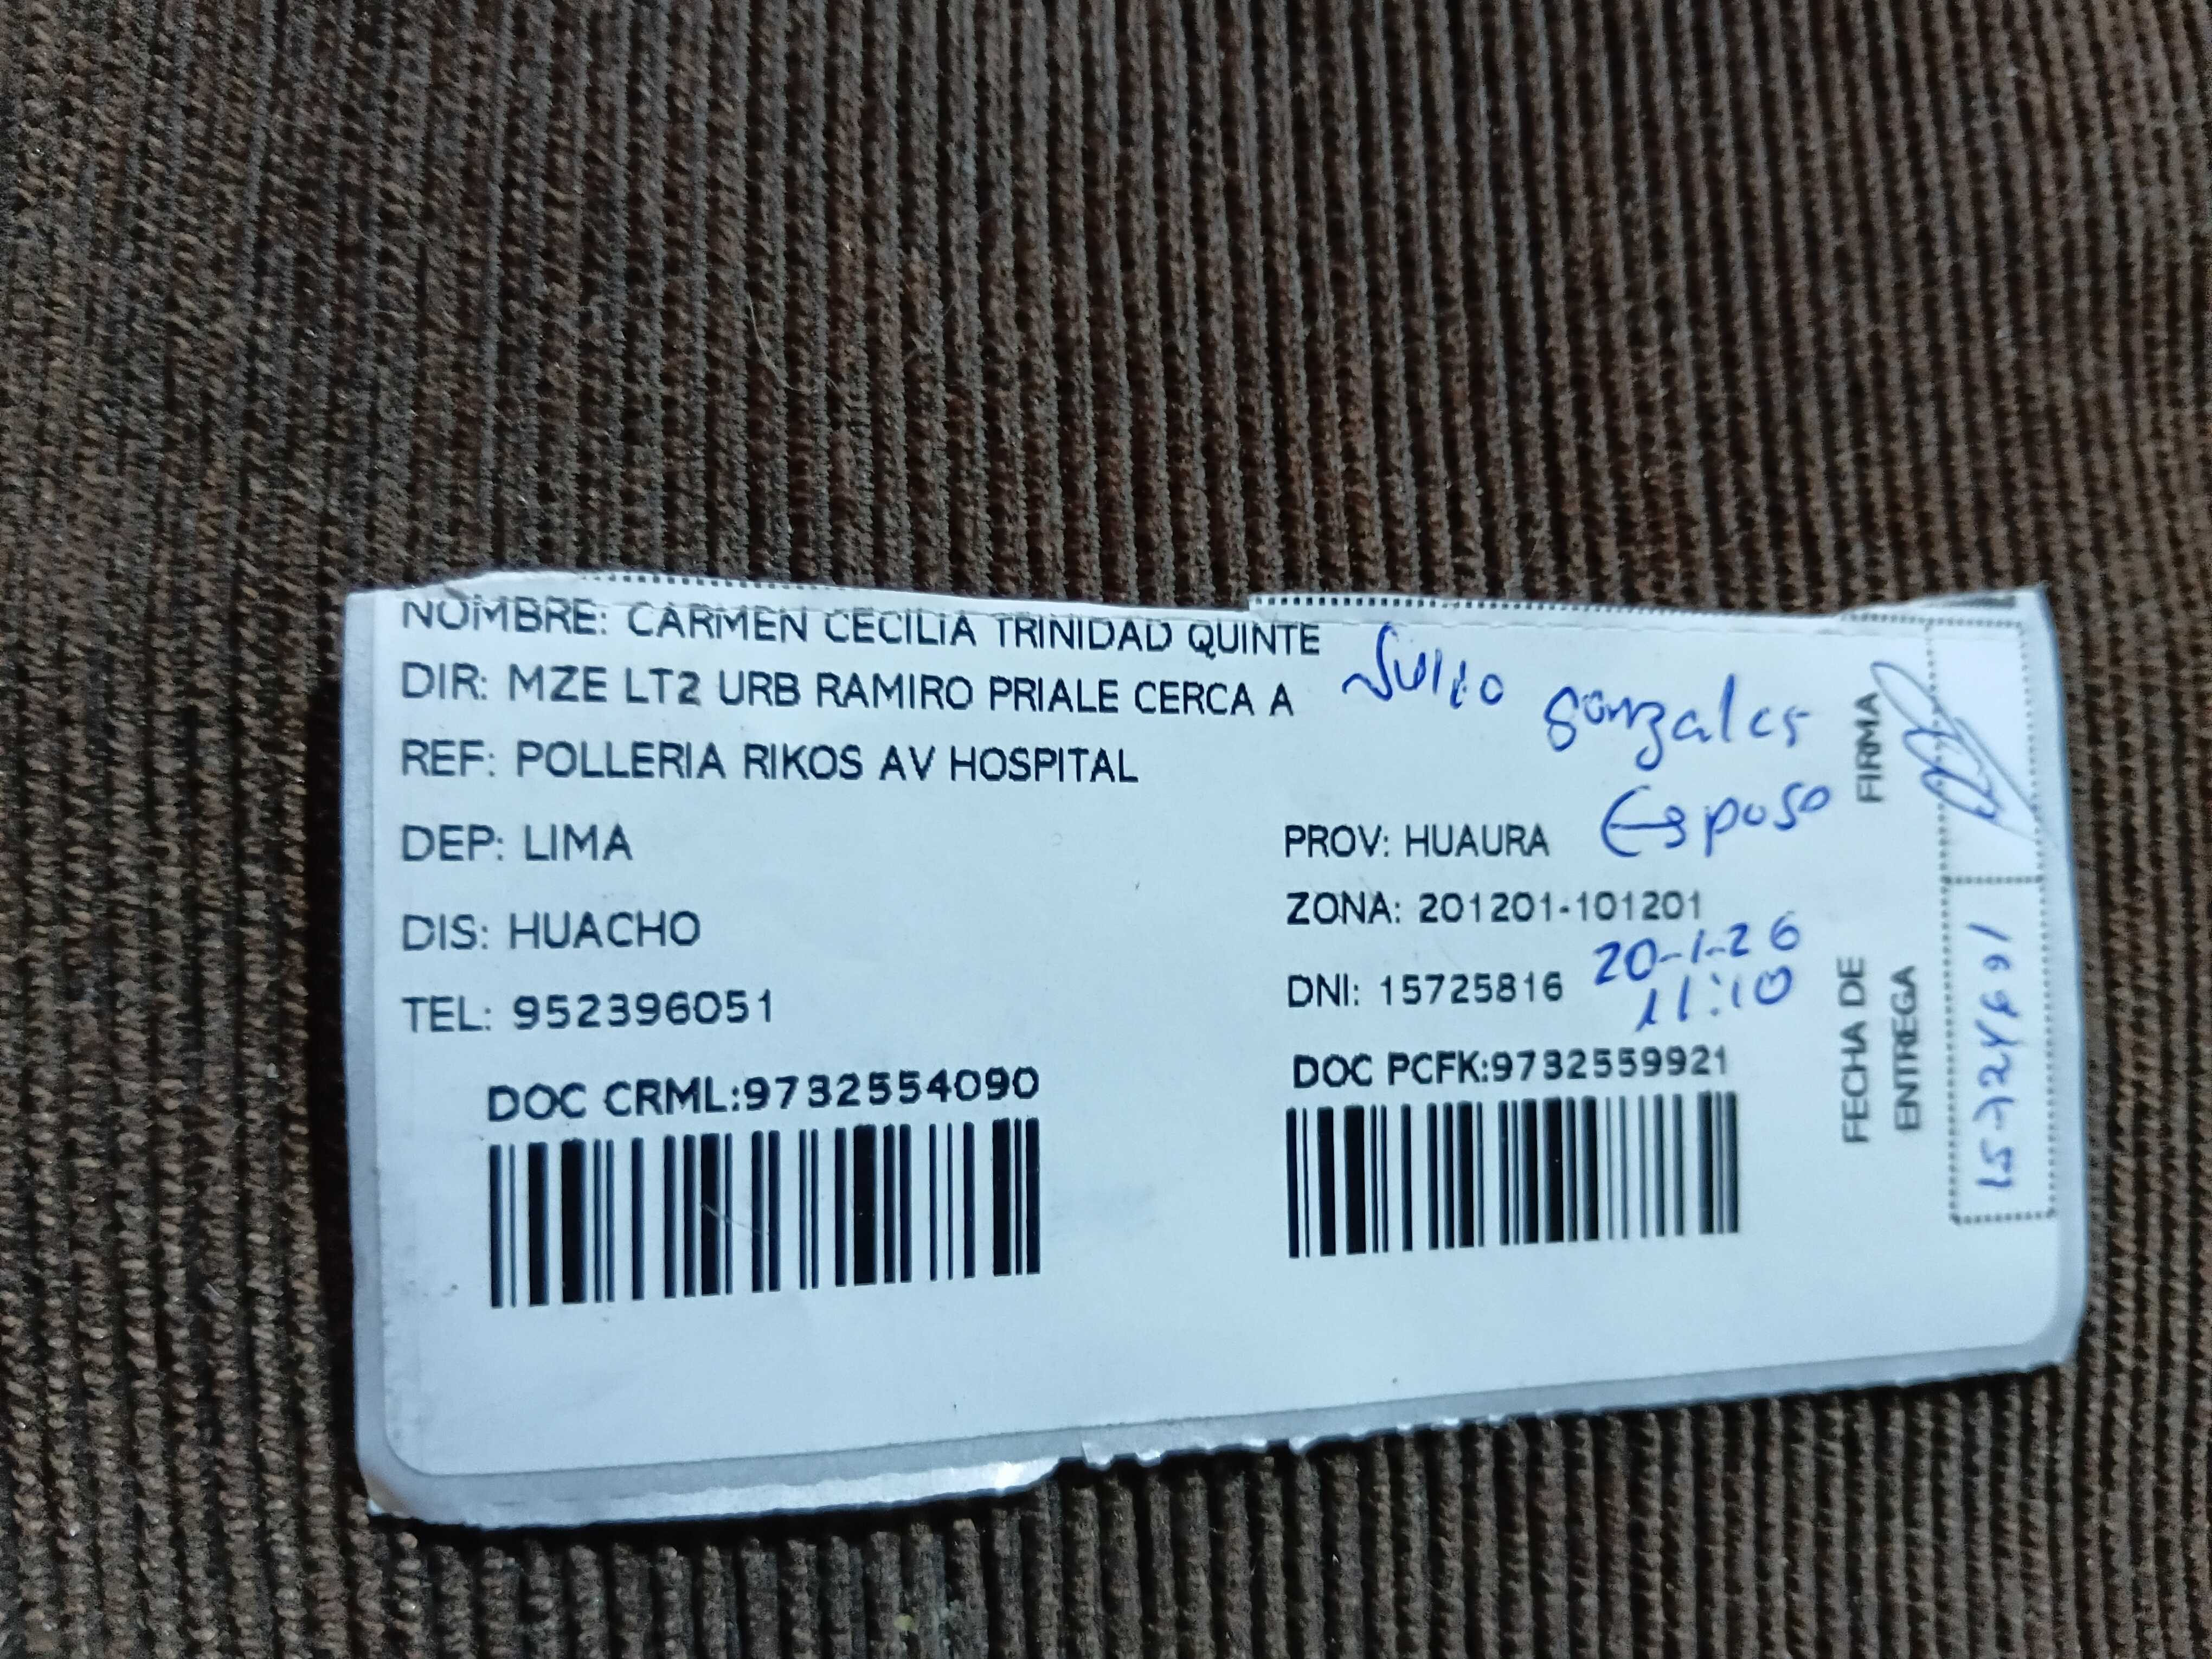 NOMBRE: CARMEN CECILIA TRINIDAD QUINTE
DIR: MZE LT2 URB RAMIRO PRIALE CERCA A
REF: POLLERIA RIKOS AV HOSPITAL
Julio Gonzales
Esposo
DEP: LIMA
PROV: HUAURA
DIS: HUACHO
ZONA: 201201-101201
TEL: 952396051
DNI: 15725816
20-1-26
11:10
DOC CRML:9732554090
DOC PCFK:9732559921
FIRMA
FECHA DE
ENTREGA